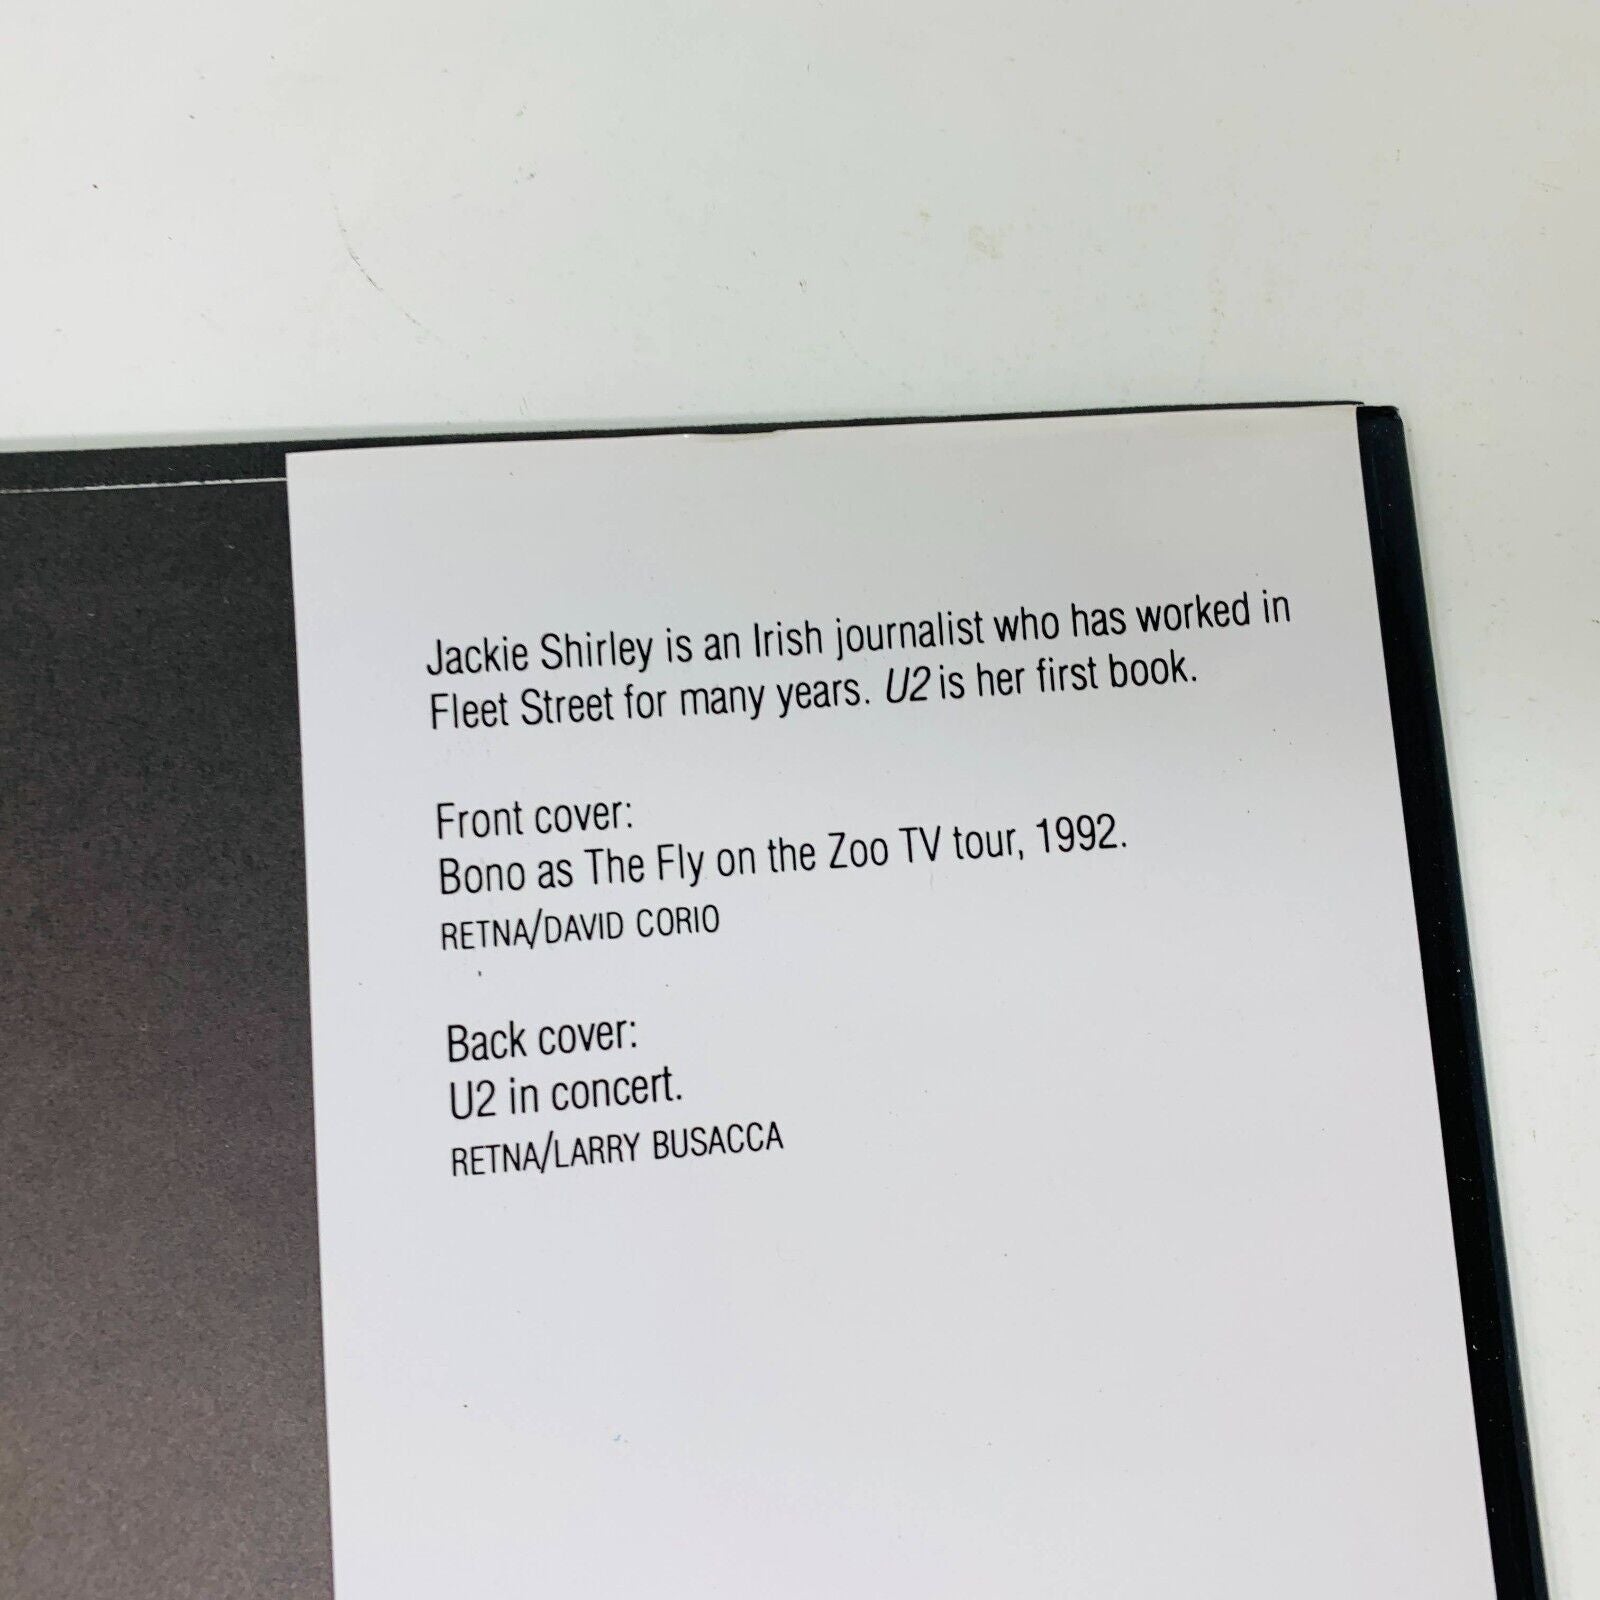 Jackie Shirley is an Irish journalist who has worked in
Fleet Street for many years. U2 is her first book.
Front cover:
Bono as The Fly on the Zoo TV tour, 1992.
RETNA/DAVID CORIO
Back cover:
U2 in concert.
RETNA/LARRY BUSACCA